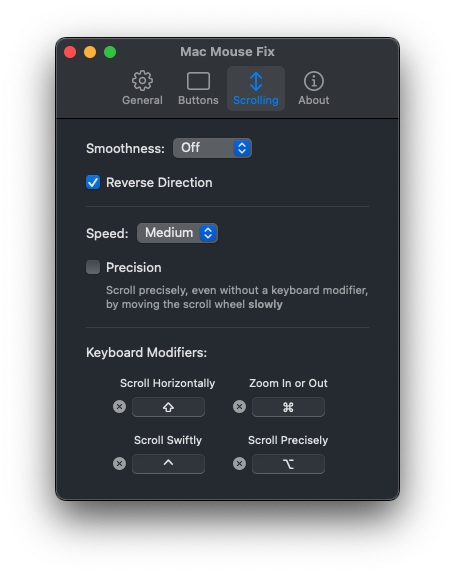 Mac Mouse Fix
General Buttons Scrolling About
Smoothness: Off
Reverse Direction
Speed: Medium
Precision
Scroll precisely, even without a keyboard modifier,
by moving the scroll wheel slowly
Keyboard Modifiers:
Scroll Horizontally Zoom In or Out
⇧ ⌘
Scroll Swiftly Scroll Precisely
^ ⌥